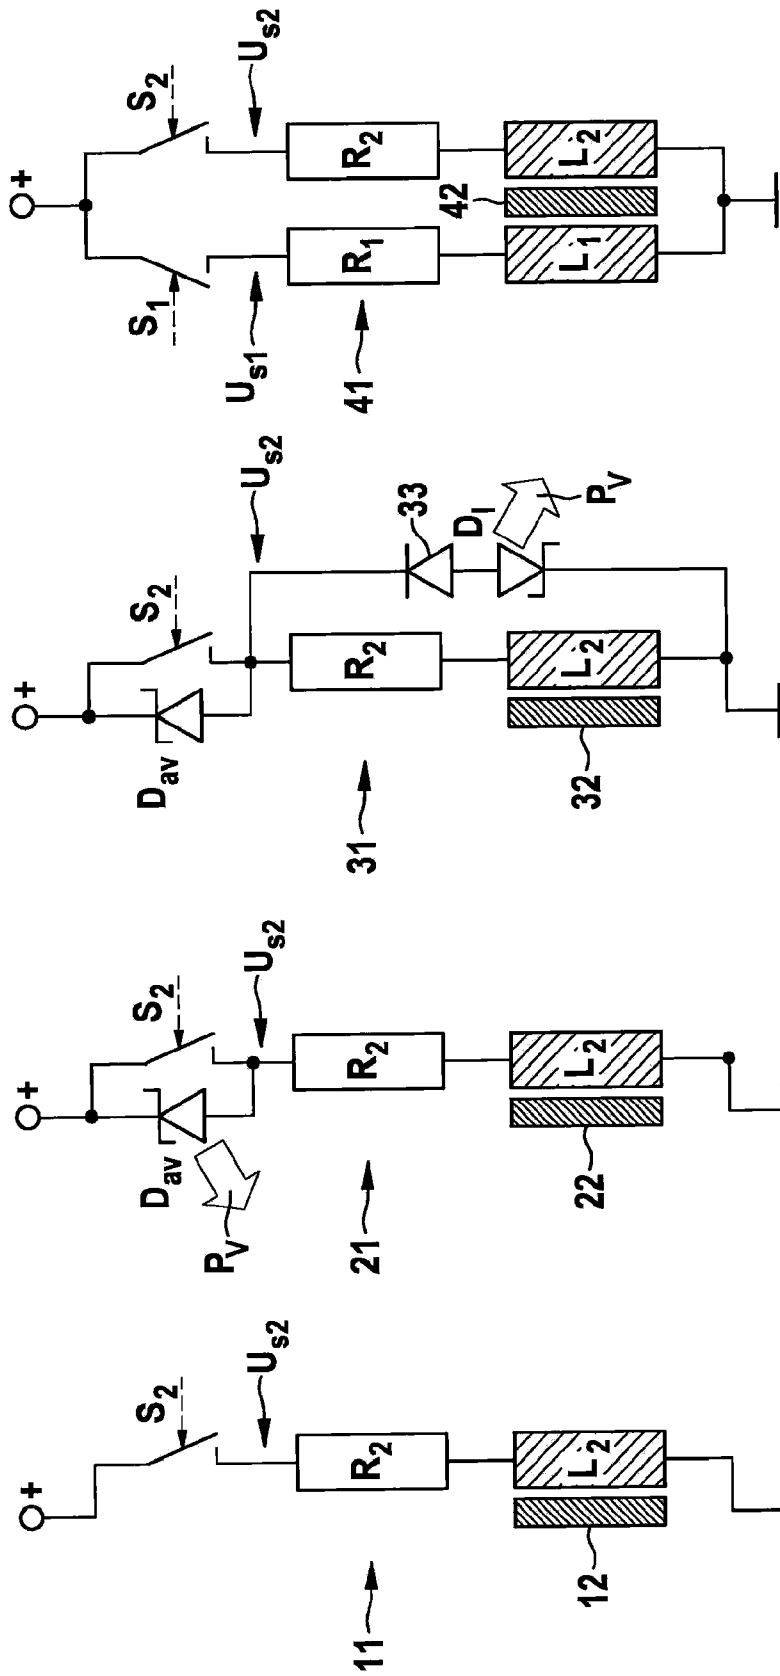 +
S2
Us2
R2
L2
12
11
+
S2
Us2
Dav
PV
R2
L2
22
21
+
S2
Us2
Dav
33
DI
PV
R2
L2
32
31
+
S1
S2
Us1
Us2
R1
R2
L1
L2
42
41